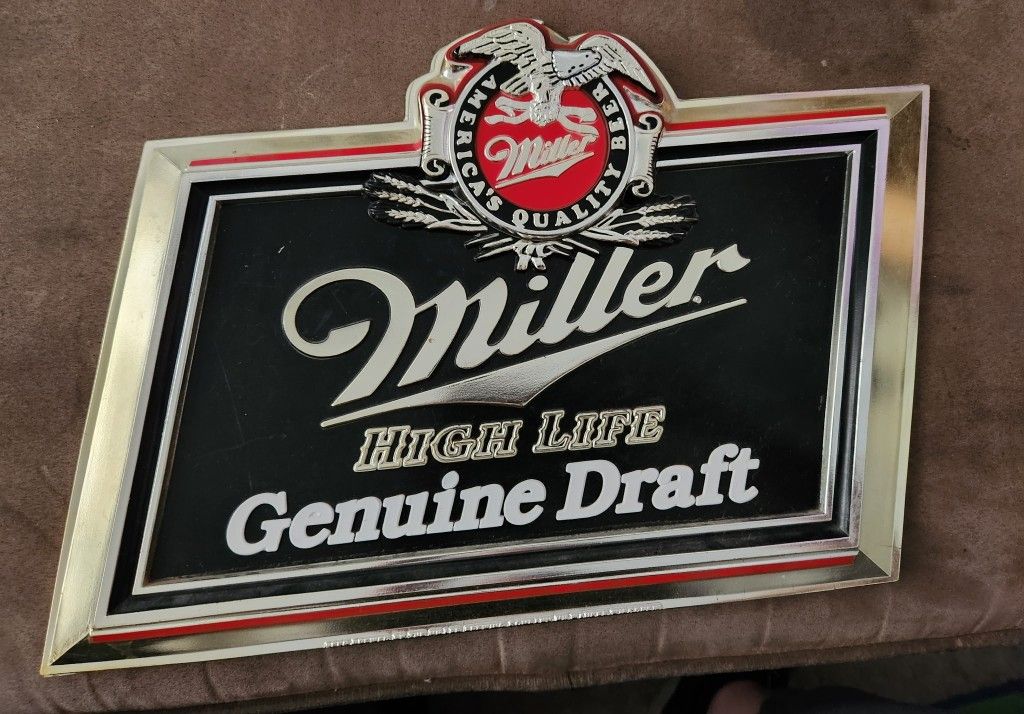 AMERICA'S QUALITY BEER
Miller
Miller
HIGH LIFE
Genuine Draft